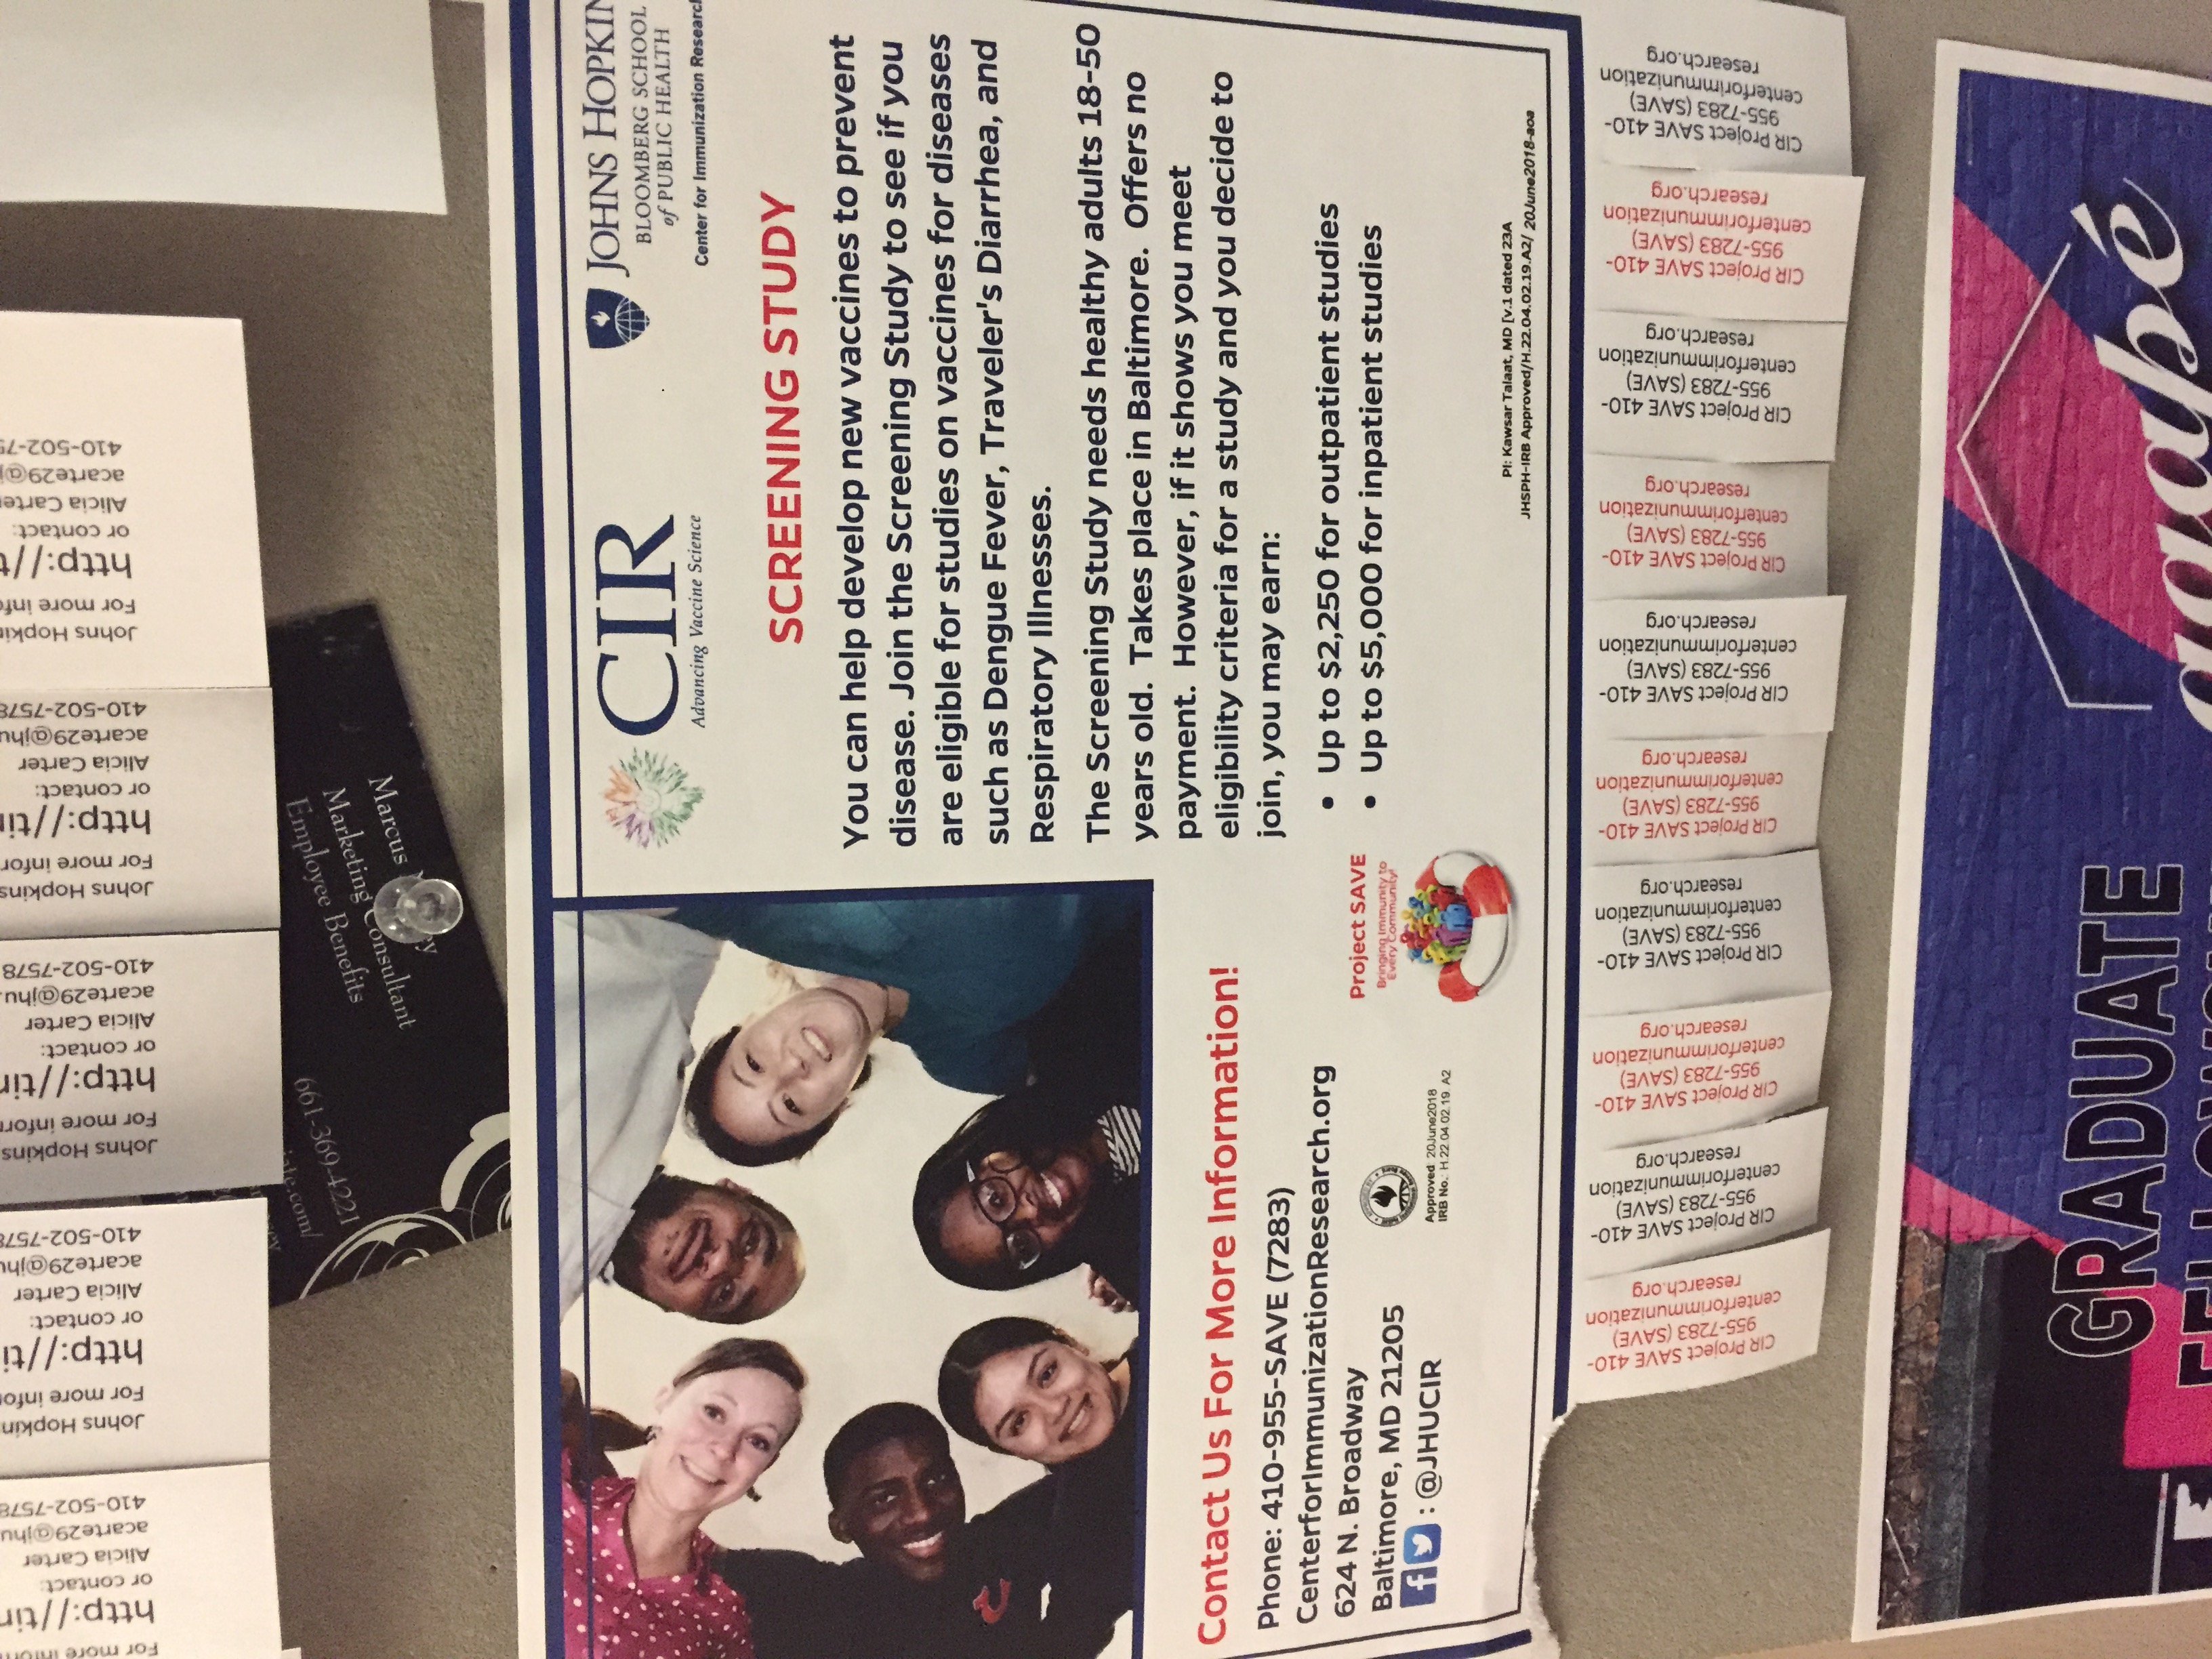 For more
http://ti
or contact:
Alicia Carter
acarte29@jhu
410-502-7578
Johns Hopkin
For more infor
http://ti
or contact:
Alicia Carter
acarte29@jhu
410-502-7578
Johns Hopkins
For more infor
http://tin
or contact:
Alicia Carter
acarte29@jhu.
410-502-7578
Johns Hopkins
For more infor
http://tin
or contact:
Alicia Carter
acarte29@jhu
410-502-7578
Johns Hopki
For more info
http://t
or contact:
Alicia Carter
acarte29@j
410-502-75
Marcus
Marketing Consultant
Employee Benefits
661-369-4221
CIR
Advancing Vaccine Science
JOHNS HOPKIN
BLOOMBERG SCHOOL
of PUBLIC HEALTH
Center for Immunization Research
SCREENING STUDY
You can help develop new vaccines to prevent
disease. Join the Screening Study to see if you
are eligible for studies on vaccines for diseases
such as Dengue Fever, Traveler's Diarrhea, and
Respiratory Illnesses.
The Screening Study needs healthy adults 18-50
years old. Takes place in Baltimore. Offers no
payment. However, if it shows you meet
eligibility criteria for a study and you decide to
join, you may earn:
• Up to $2,250 for outpatient studies
• Up to $5,000 for inpatient studies
Contact Us For More Information!
Phone: 410-955-SAVE (7283)
CenterforImmunizationResearch.org
624 N. Broadway
Baltimore, MD 21205
: @JHUCIR
Approved 20June2018
IRB No.: H.22.04.02.19. A2
Project SAVE
Bringing Immunity to
Every Community!
PI: Kawsar Talaat, MD [v.1 dated 23A
JHSPH-IRB Approved/H.22.04.02.19.A2/ 20June2018-aoa
CIR Project SAVE 410-
955-7283 (SAVE)
centerforimmunization
research.org
CIR Project SAVE 410-
955-7283 (SAVE)
centerforimmunization
research.org
CIR Project SAVE 410-
955-7283 (SAVE)
centerforimmunization
research.org
CIR Project SAVE 410-
955-7283 (SAVE)
centerforimmunization
research.org
CIR Project SAVE 410-
955-7283 (SAVE)
centerforimmunization
research.org
CIR Project SAVE 410-
955-7283 (SAVE)
centerforimmunization
research.org
CIR Project SAVE 410-
955-7283 (SAVE)
centerforimmunization
research.org
CIR Project SAVE 410-
955-7283 (SAVE)
centerforimmunization
research.org
CIR Project SAVE 410-
955-7283 (SAVE)
centerforimmunization
research.org
CIR Project SAVE 410-
955-7283 (SAVE)
centerforimmunization
research.org
GRADUATE
agapé